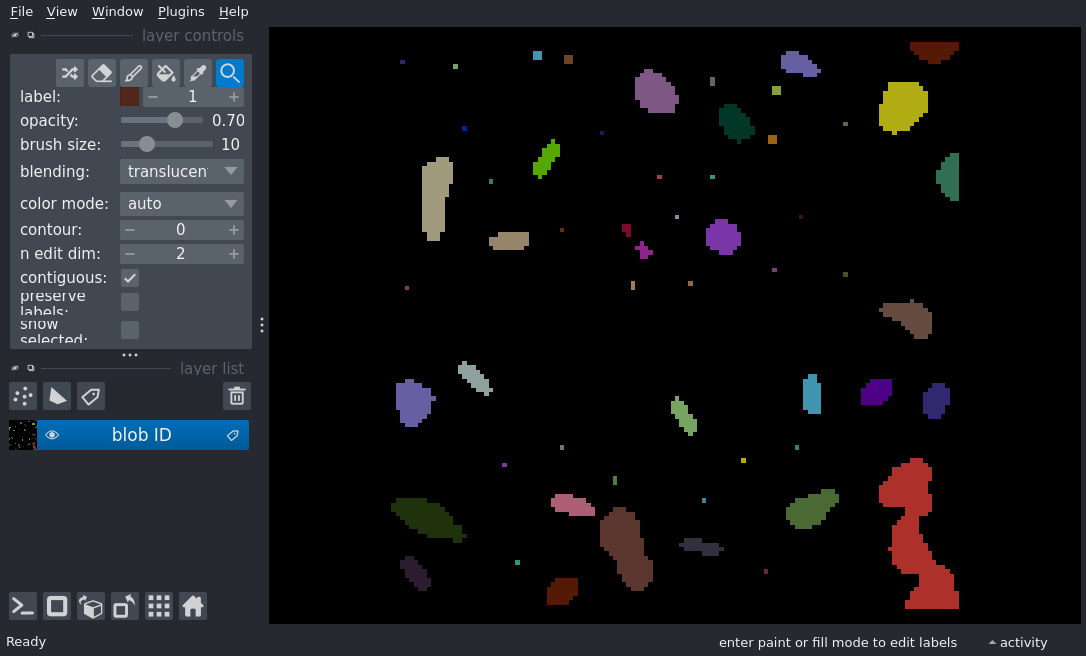 File View Window Plugins Help
layer controls
label: 1
opacity: 0.70
brush size: 10
blending: translucen
color mode: auto
contour: 0
n edit dim: 2
contiguous:
preserve
labels:
show
selected:
layer list
blob ID
Ready enter paint or fill mode to edit labels activity